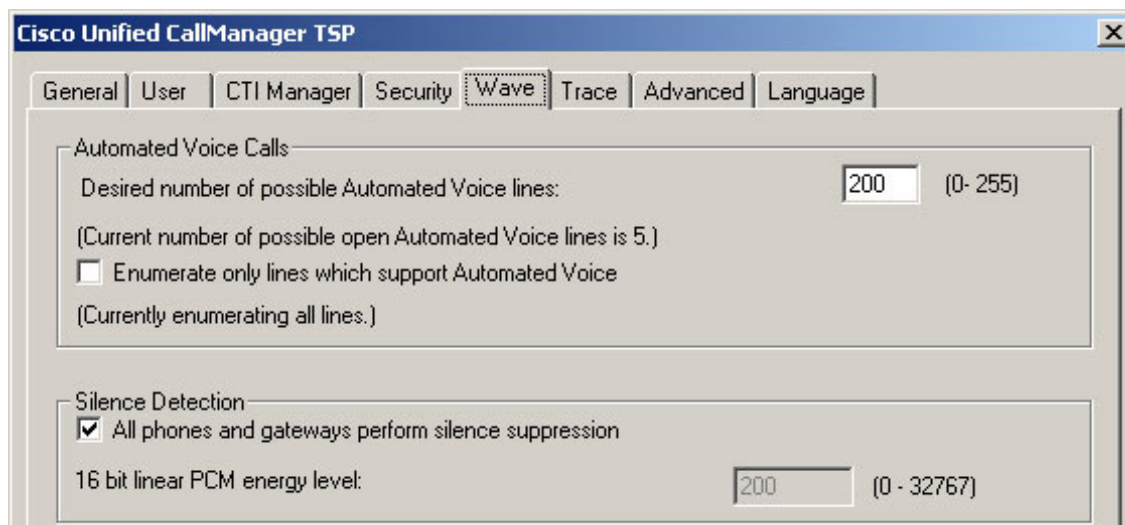 Cisco Unified CallManager TSP
General User CTI Manager Security Wave Trace Advanced Language
Automated Voice Calls
Desired number of possible Automated Voice lines: 200 (0- 255)
(Current number of possible open Automated Voice lines is 5.)
Enumerate only lines which support Automated Voice
(Currently enumerating all lines.)
Silence Detection
All phones and gateways perform silence suppression
16 bit linear PCM energy level: 200 (0 - 32767)